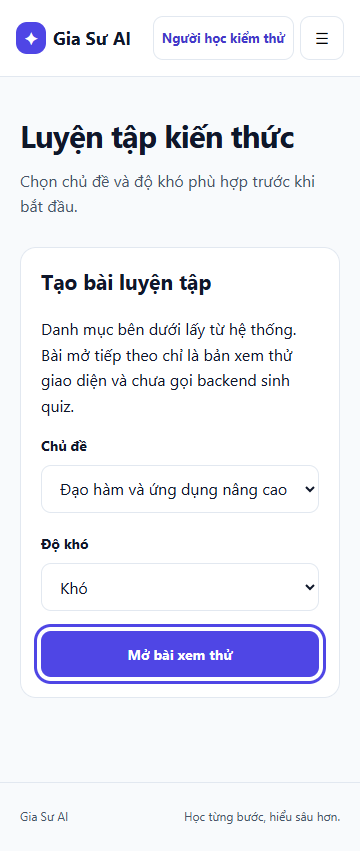 Gia Sư AI
Người học kiểm thử
Luyện tập kiến thức
Chọn chủ đề và độ khó phù hợp trước khi
bắt đầu.
Tạo bài luyện tập
Danh mục bên dưới lấy từ hệ thống.
Bài mở tiếp theo chỉ là bản xem thử
giao diện và chưa gọi backend sinh
quiz.
Chủ đề
Đạo hàm và ứng dụng nâng cao
Độ khó
Khó
Mở bài xem thử
Gia Sư AI
Học từng bước, hiểu sâu hơn.